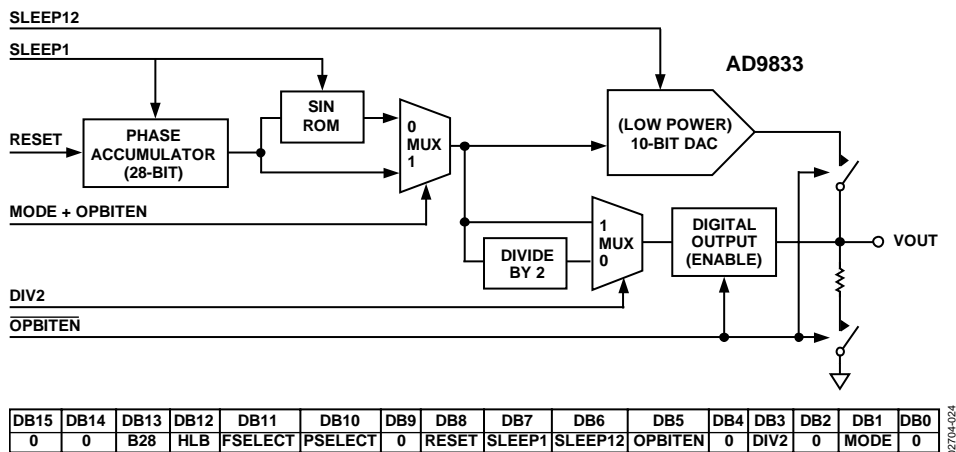 SLEEP12
SLEEP1
AD9833
RESET
PHASE
ACCUMULATOR
(28-BIT)
SIN
ROM
0
MUX
1
(LOW POWER)
10-BIT DAC
MODE + OPBITEN
1
MUX
0
DIVIDE
BY 2
DIGITAL
OUTPUT
(ENABLE)
VOUT
DIV2
OPBITEN
DB15 DB14 DB13 DB12 DB11 DB10 DB9 DB8 DB7 DB6 DB5 DB4 DB3 DB2 DB1 DB0
0 0 B28 HLB FSELECT PSELECT 0 RESET SLEEP1 SLEEP12 OPBITEN 0 DIV2 0 MODE 0
02704-024